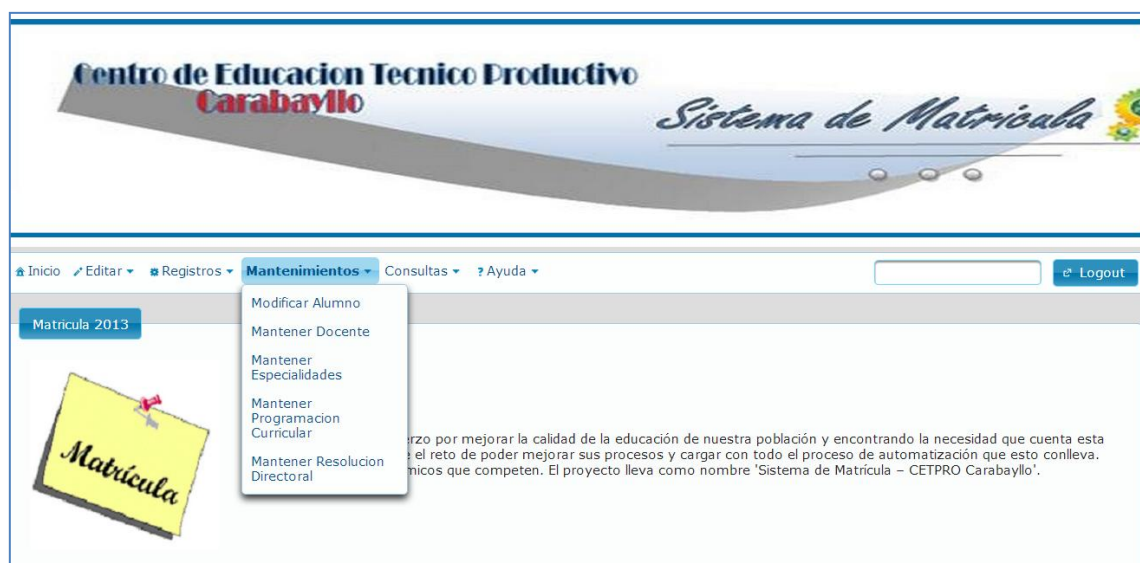 Centro de Educacion Tecnico Productivo
Carabayllo
Sistema de Matricula
Inicio Editar Registros Mantenimientos Consultas ? Ayuda
Logout
Modificar Alumno
Matricula 2013
Mantener Docente
Mantener
Especialidades
Mantener
Programacion
Curricular
Mantener Resolucion
Directoral
Matrícula
erzo por mejorar la calidad de la educación de nuestra población y encontrando la necesidad que cuenta esta
el reto de poder mejorar sus procesos y cargar con todo el proceso de automatización que esto conlleva.
micos que competen. El proyecto lleva como nombre 'Sistema de Matrícula – CETPRO Carabayllo'.